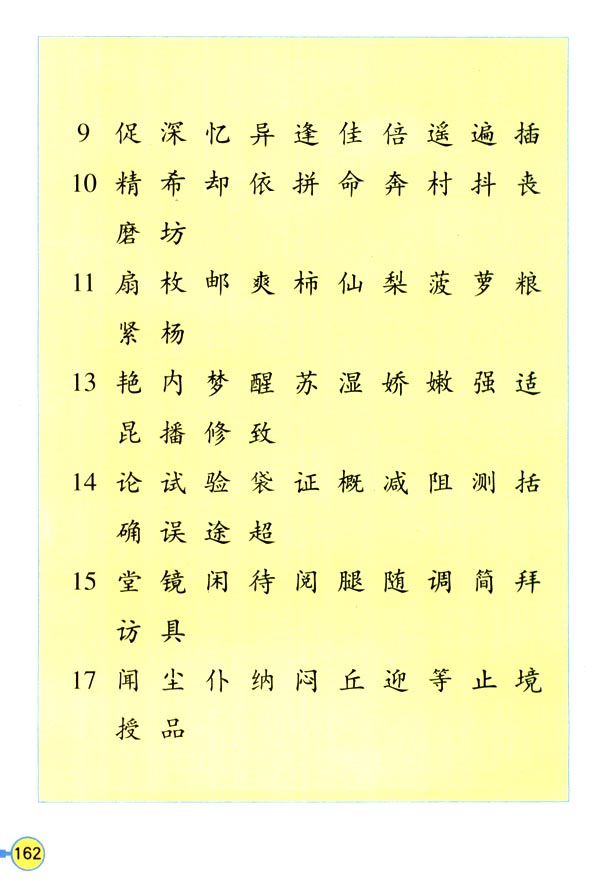 9 促 深 忆 异 逢 佳 倍 遥 遍 插
10 精 希 却 依 拼 命 奔 村 抖 丧
磨 坊
11 扇 枚 邮 爽 柿 仙 梨 菠 萝 粮
紧 杨
13 艳 内 梦 醒 苏 湿 娇 嫩 强 适
昆 播 修 致
14 论 试 验 袋 证 概 减 阻 测 括
确 误 途 超
15 堂 镜 闲 待 阅 腿 随 调 简 拜
访 具
17 闻 尘 仆 纳 闷 丘 迎 等 止 境
授 品
162